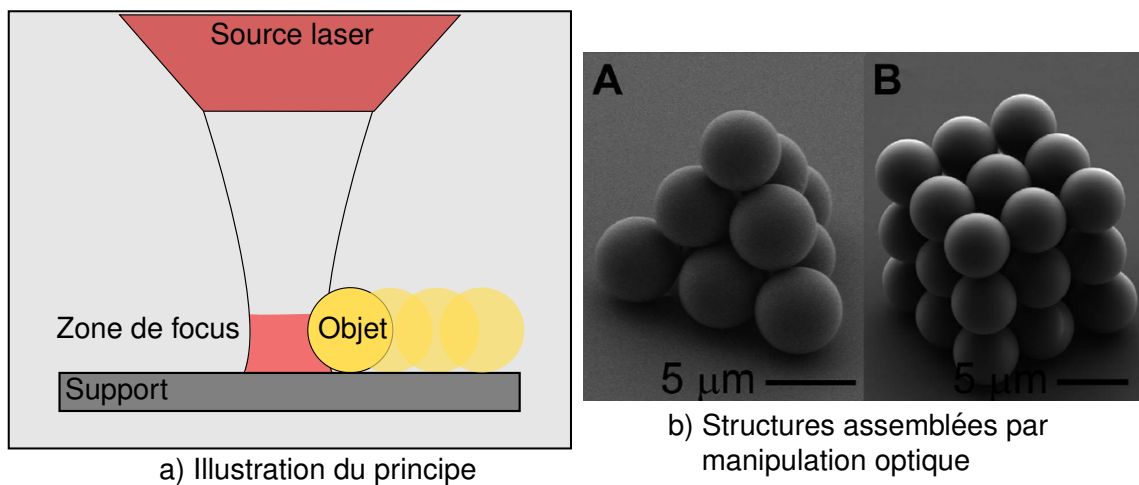 Source laser
Zone de focus
Objet
Support
a) Illustration du principe
A
B
5 μm
5 μm
b) Structures assemblées par
manipulation optique